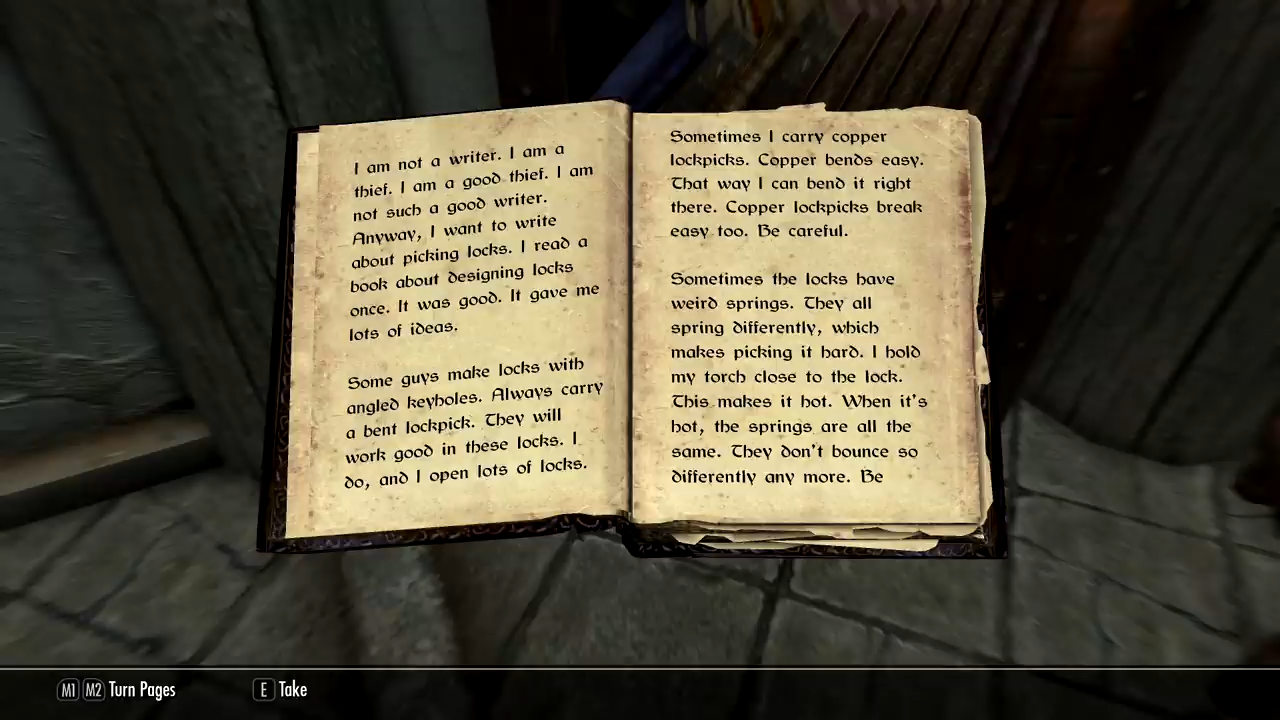 I am not a writer. I am a
thief. I am a good thief. I am
not such a good writer.
Anyway, I want to write
about picking locks. I read a
book about designing locks
once. It was good. It gave me
lots of ideas.
Some guys make locks with
angled keyholes. Always carry
a bent lockpick. They will
work good in these locks. I
do, and I open lots of locks.
Sometimes I carry copper
lockpicks. Copper bends easy.
That way I can bend it right
there. Copper lockpicks break
easy too. Be careful.
Sometimes the locks have
weird springs. They all
spring differently, which
makes picking it hard. I hold
my torch close to the lock.
This makes it hot. When it's
hot, the springs are all the
same. They don't bounce so
differently any more. Be
M1 M2 Turn Pages
E Take